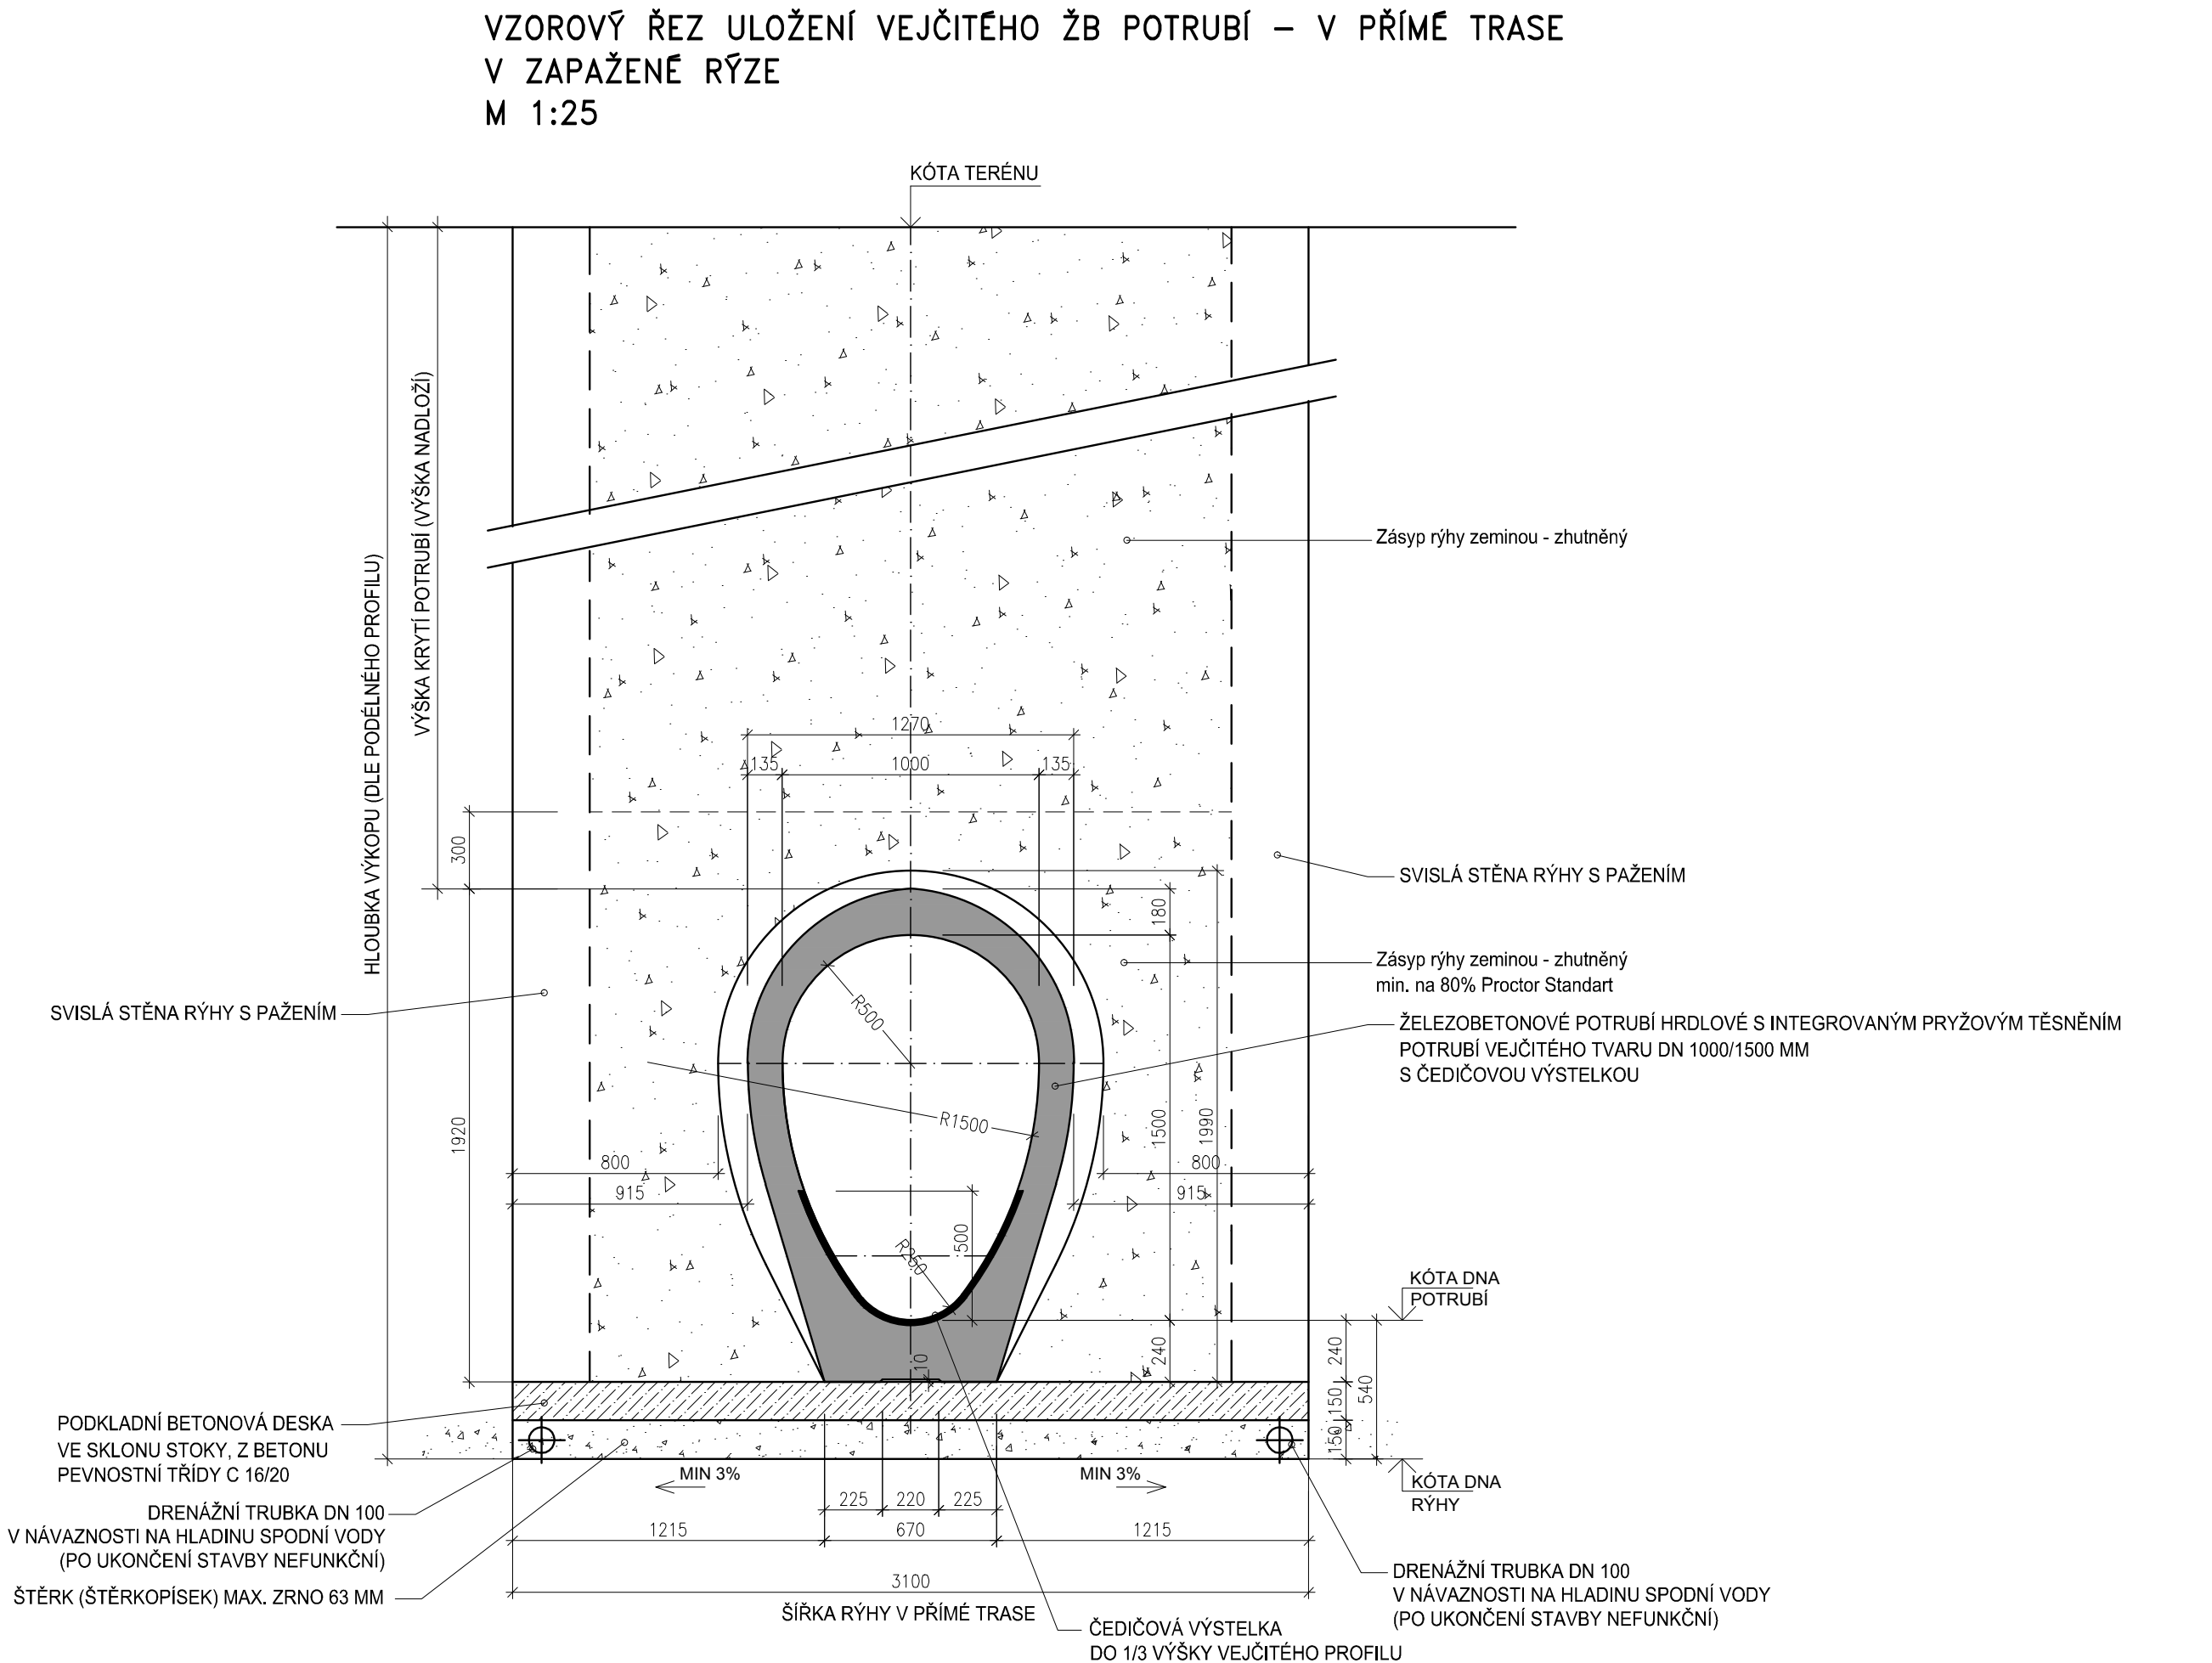 VZOROVÝ ŘEZ ULOŽENÍ VEJČITÉHO ŽB POTRUBÍ – V PŘÍMÉ TRASE
V ZAPAŽENÉ RÝZE
M 1:25
KÓTA TERÉNU
HLOUBKA VÝKOPU (DLE PODÉLNÉHO PROFILU)
VÝŠKA KRYTÍ POTRUBÍ (VÝŠKA NADLOŽÍ)
Zásyp rýhy zeminou - zhutněný
1270
135
1000
135
300
SVISLÁ STĚNA RÝHY S PAŽENÍM
180
Zásyp rýhy zeminou - zhutněný
min. na 80% Proctor Standart
SVISLÁ STĚNA RÝHY S PAŽENÍM
R500
ŽELEZOBETONOVÉ POTRUBÍ HRDLOVÉ S INTEGROVANÝM PRYŽOVÝM TĚSNĚNÍM
POTRUBÍ VEJČITÉHO TVARU DN 1000/1500 MM
S ČEDIČOVOU VÝSTELKOU
R1500
1920
1500
1990
800
800
915
915
500
R250
KÓTA DNA
POTRUBÍ
240
240
10
540
150
150
PODKLADNÍ BETONOVÁ DESKA
VE SKLONU STOKY, Z BETONU
PEVNOSTNÍ TŘÍDY C 16/20
MIN 3%
MIN 3%
KÓTA DNA
RÝHY
225
220
225
DRENÁŽNÍ TRUBKA DN 100
V NÁVAZNOSTI NA HLADINU SPODNÍ VODY
(PO UKONČENÍ STAVBY NEFUNKČNÍ)
1215
670
1215
ŠTĚRK (ŠTĚRKOPÍSEK) MAX. ZRNO 63 MM
3100
ŠÍŘKA RÝHY V PŘÍMÉ TRASE
DRENÁŽNÍ TRUBKA DN 100
V NÁVAZNOSTI NA HLADINU SPODNÍ VODY
(PO UKONČENÍ STAVBY NEFUNKČNÍ)
ČEDIČOVÁ VÝSTELKA
DO 1/3 VÝŠKY VEJČITÉHO PROFILU